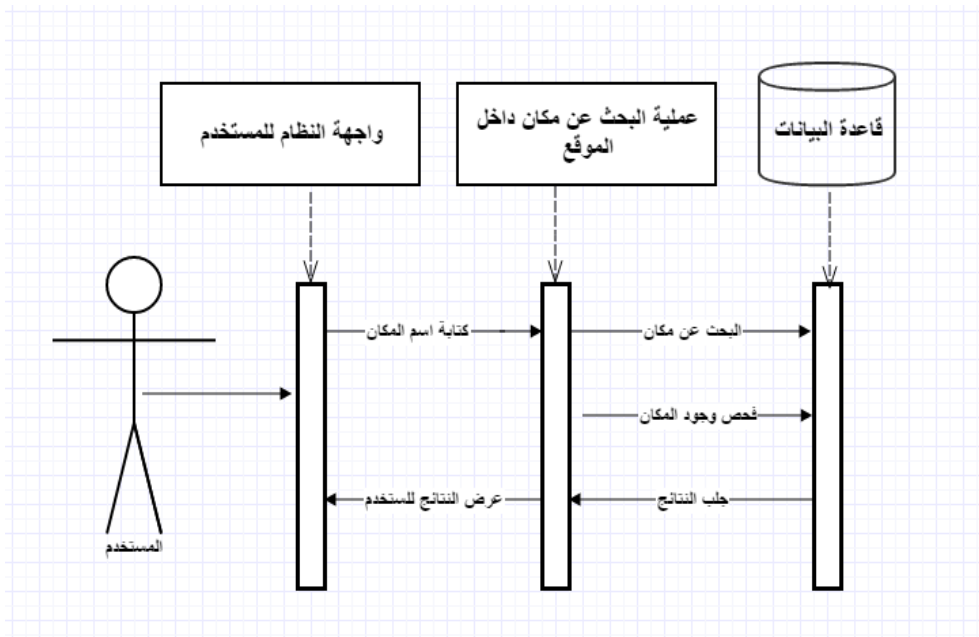 واجهة النظام للمستخدم
عملية البحث عن مكان داخل
الموقع
قاعدة البيانات
كتابة اسم المكان
البحث عن مكان
فحص وجود المكان
عرض النتائج للستخدم
جلب النتائج
المستخدم